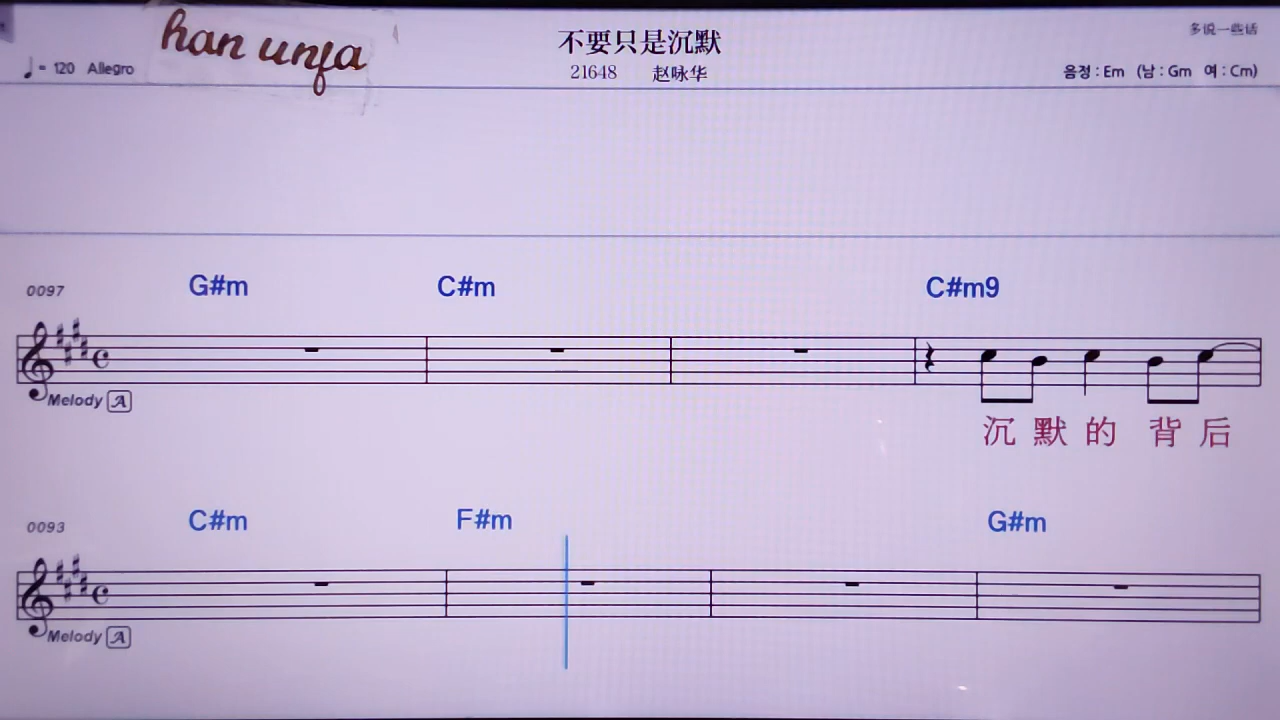 han unfa
不要只是沉默
多说一些话
♩ = 120 Allegro
21648 赵咏华
음정 : Em (남 : Gm 여 : Cm)
0097 G#m C#m C#m9
Melody A
沉 默 的 背 后
0093 C#m F#m G#m
Melody A